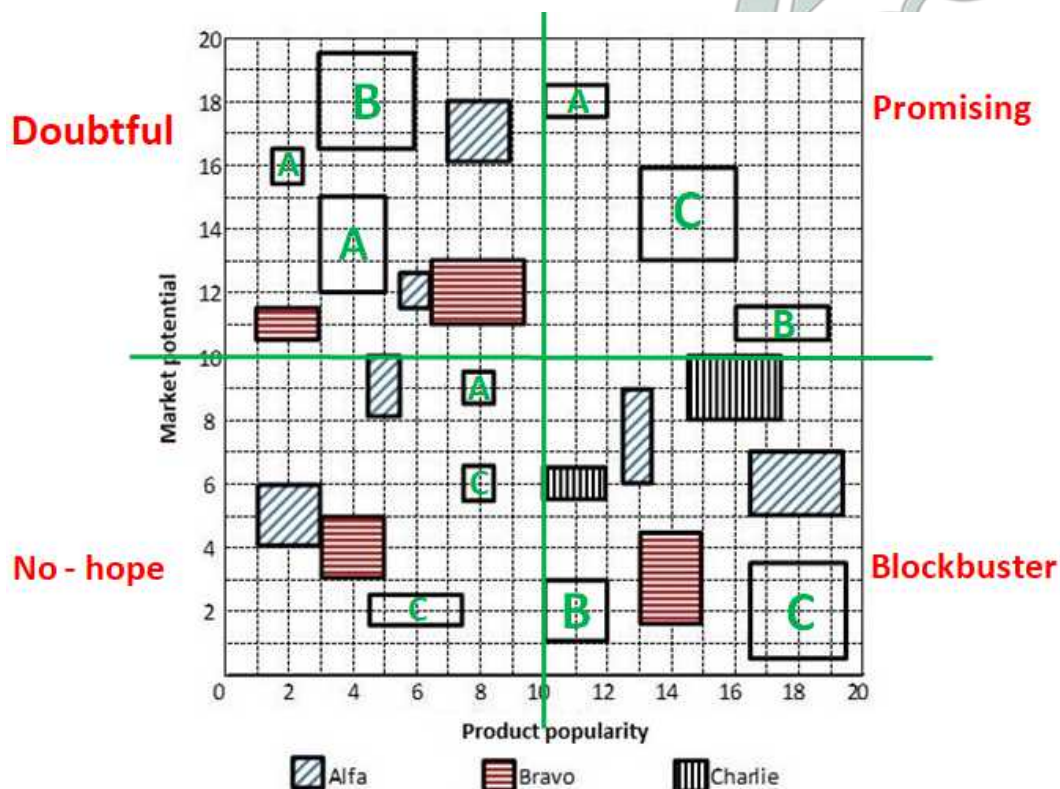 20
B
A
Promising
Doubtful
18
A
16
C
A
14
12
B
Market potential
10
A
8
C
6
No - hope
4
Blockbuster
C
B
C
2
0 2 4 6 8 10 12 14 16 18 20
Product popularity
Alfa Bravo Charlie